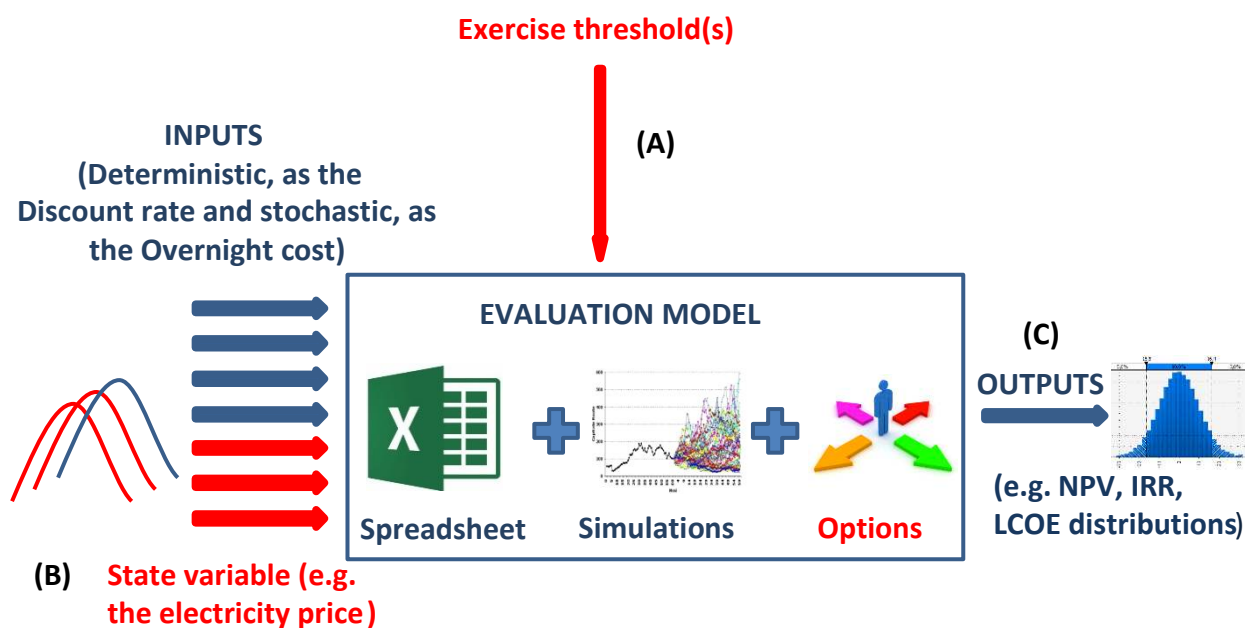 Exercise threshold(s)
(A)
INPUTS
(Deterministic, as the
Discount rate and stochastic, as
the Overnight cost)
EVALUATION MODEL
X
Spreadsheet
Simulations
Options
(C)
OUTPUTS
(e.g. NPV, IRR,
LCOE distributions)
(B) State variable (e.g.
the electricity price)